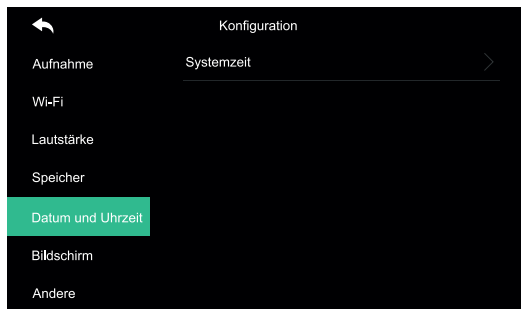 Konfiguration
Aufnahme
Systemzeit
Wi-Fi
Lautstärke
Speicher
Datum und Uhrzeit
Bildschirm
Andere